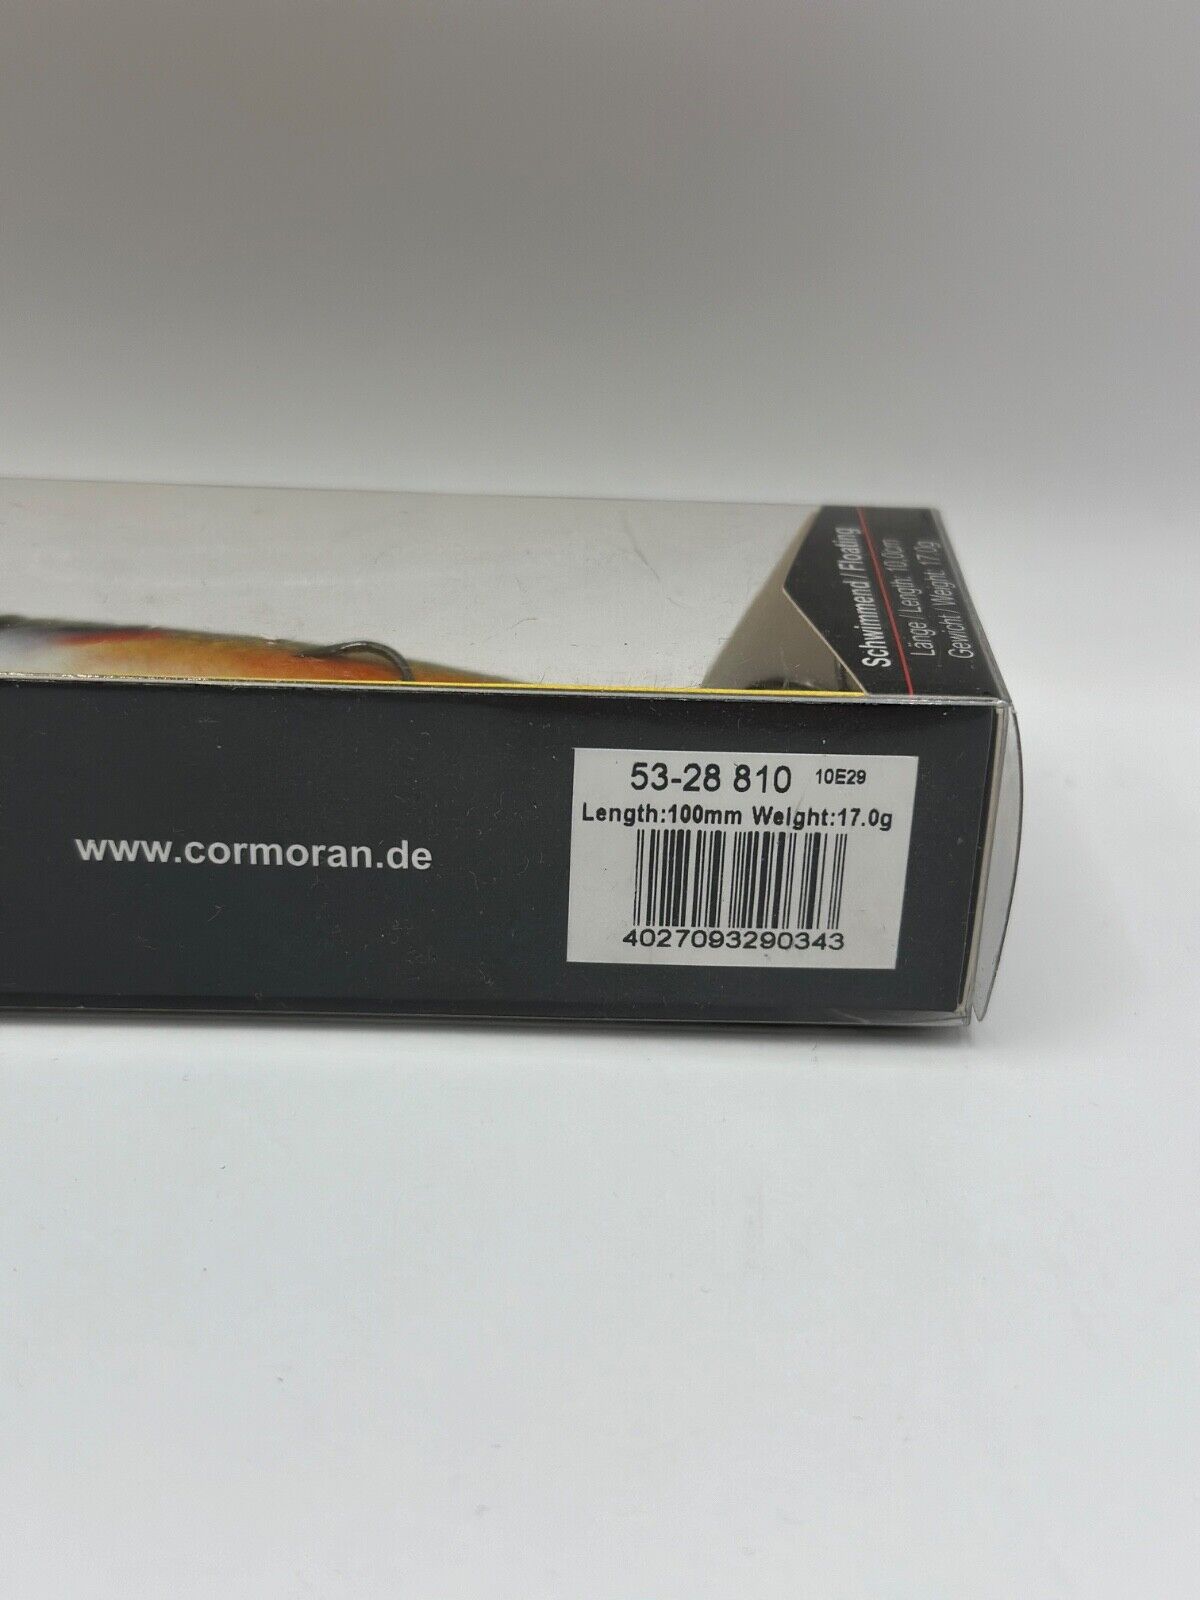 Schwimmend / Floating
Länge / Length: 10.0cm
Gewicht / Weight: 17.0g
www.cormoran.de
53-28 810 10E29
Length:100mm Weight:17.0g
4027093290343